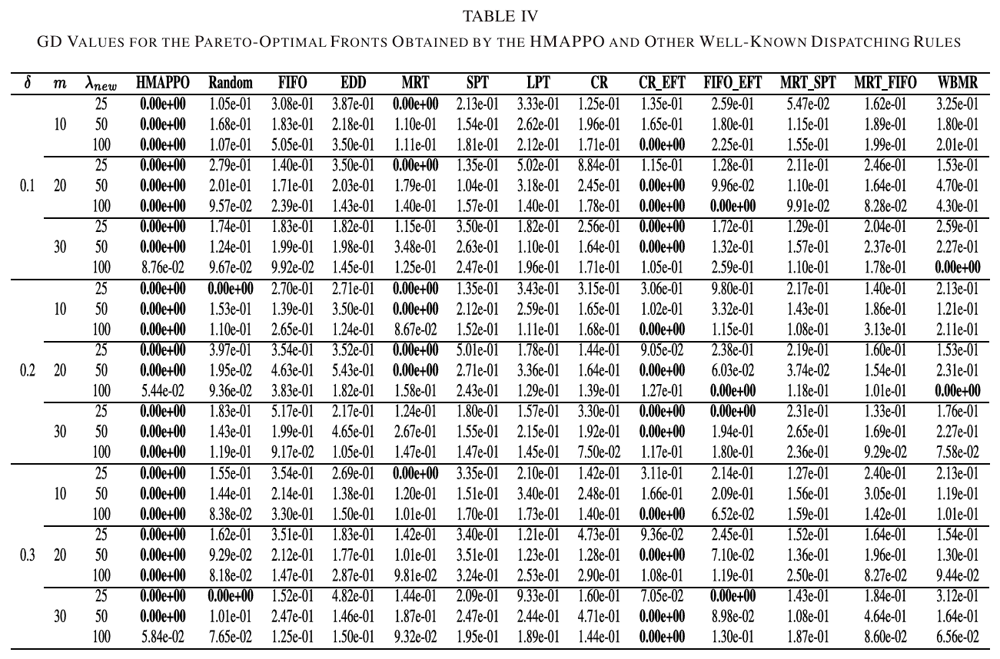 TABLE IV
GD VALUES FOR THE PARETO-OPTIMAL FRONTS OBTAINED BY THE HMAPPO AND OTHER WELL-KNOWN DISPATCHING RULES
δ m λnew HMAPPO Random FIFO EDD MRT SPT LPT CR CR_EFT FIFO_EFT MRT_SPT MRT_FIFO WBMR
25 0.00e+00 1.05e-01 3.08e-01 3.87e-01 0.00e+00 2.13e-01 3.33e-01 1.25e-01 1.35e-01 2.59e-01 5.47e-02 1.62e-01 3.25e-01
10 50 0.00e+00 1.68e-01 1.83e-01 2.18e-01 1.10e-01 1.54e-01 2.62e-01 1.96e-01 1.65e-01 1.80e-01 1.15e-01 1.89e-01 1.80e-01
100 0.00e+00 1.07e-01 5.05e-01 3.50e-01 1.11e-01 1.81e-01 2.12e-01 1.71e-01 0.00e+00 2.25e-01 1.55e-01 1.99e-01 2.01e-01
25 0.00e+00 2.79e-01 1.40e-01 3.50e-01 0.00e+00 1.35e-01 5.02e-01 8.84e-01 1.15e-01 1.28e-01 2.11e-01 2.46e-01 1.53e-01
0.1 20 50 0.00e+00 2.01e-01 1.71e-01 2.03e-01 1.79e-01 1.04e-01 3.18e-01 2.45e-01 0.00e+00 9.96e-02 1.10e-01 1.64e-01 4.70e-01
100 0.00e+00 9.57e-02 2.39e-01 1.43e-01 1.40e-01 1.57e-01 1.40e-01 1.78e-01 0.00e+00 0.00e+00 9.91e-02 8.28e-02 4.30e-01
25 0.00e+00 1.74e-01 1.83e-01 1.82e-01 1.15e-01 3.50e-01 1.82e-01 2.56e-01 0.00e+00 1.72e-01 1.29e-01 2.04e-01 2.59e-01
30 50 0.00e+00 1.24e-01 1.99e-01 1.98e-01 3.48e-01 2.63e-01 1.10e-01 1.64e-01 0.00e+00 1.32e-01 1.57e-01 2.37e-01 2.27e-01
100 8.76e-02 9.67e-02 9.92e-02 1.45e-01 1.25e-01 2.47e-01 1.96e-01 1.71e-01 1.05e-01 2.59e-01 1.10e-01 1.78e-01 0.00e+00
25 0.00e+00 0.00e+00 2.70e-01 2.71e-01 0.00e+00 1.35e-01 3.43e-01 3.15e-01 3.06e-01 9.80e-01 2.17e-01 1.40e-01 2.13e-01
10 50 0.00e+00 1.53e-01 1.39e-01 3.50e-01 0.00e+00 2.12e-01 2.59e-01 1.65e-01 1.02e-01 3.32e-01 1.43e-01 1.86e-01 1.21e-01
100 0.00e+00 1.10e-01 2.65e-01 1.24e-01 8.67e-02 1.52e-01 1.11e-01 1.68e-01 0.00e+00 1.15e-01 1.08e-01 3.13e-01 2.11e-01
25 0.00e+00 3.97e-01 3.54e-01 3.52e-01 0.00e+00 5.01e-01 1.78e-01 1.44e-01 9.05e-02 2.38e-01 2.19e-01 1.60e-01 1.53e-01
0.2 20 50 0.00e+00 1.95e-02 4.63e-01 5.43e-01 0.00e+00 2.71e-01 3.36e-01 1.64e-01 0.00e+00 6.03e-02 3.74e-02 1.54e-01 2.31e-01
100 5.44e-02 9.36e-02 3.83e-01 1.82e-01 1.58e-01 2.43e-01 1.29e-01 1.39e-01 1.27e-01 0.00e+00 1.18e-01 1.01e-01 0.00e+00
25 0.00e+00 1.83e-01 5.17e-01 2.17e-01 1.24e-01 1.80e-01 1.57e-01 3.30e-01 0.00e+00 0.00e+00 2.31e-01 1.33e-01 1.76e-01
30 50 0.00e+00 1.43e-01 1.99e-01 4.65e-01 2.67e-01 1.55e-01 2.15e-01 1.92e-01 0.00e+00 1.94e-01 2.65e-01 1.69e-01 2.27e-01
100 0.00e+00 1.19e-01 9.17e-02 1.05e-01 1.47e-01 1.47e-01 1.45e-01 7.50e-02 1.17e-01 1.80e-01 2.36e-01 9.29e-02 7.58e-02
25 0.00e+00 1.55e-01 3.54e-01 2.69e-01 0.00e+00 3.35e-01 2.10e-01 1.42e-01 3.11e-01 2.14e-01 1.27e-01 2.40e-01 2.13e-01
10 50 0.00e+00 1.44e-01 2.14e-01 1.38e-01 1.20e-01 1.51e-01 3.40e-01 2.48e-01 1.66e-01 2.09e-01 1.56e-01 3.05e-01 1.19e-01
100 0.00e+00 8.38e-02 3.30e-01 1.50e-01 1.01e-01 1.70e-01 1.73e-01 1.40e-01 0.00e+00 6.52e-02 1.59e-01 1.42e-01 1.01e-01
25 0.00e+00 1.62e-01 3.51e-01 1.83e-01 1.42e-01 3.40e-01 1.21e-01 4.73e-01 9.36e-02 2.45e-01 1.52e-01 1.64e-01 1.54e-01
0.3 20 50 0.00e+00 9.29e-02 2.12e-01 1.77e-01 1.01e-01 3.51e-01 1.23e-01 1.28e-01 0.00e+00 7.10e-02 1.36e-01 1.96e-01 1.30e-01
100 0.00e+00 8.18e-02 1.47e-01 2.87e-01 9.81e-02 3.24e-01 2.53e-01 2.90e-01 1.08e-01 1.19e-01 2.50e-01 8.27e-02 9.44e-02
25 0.00e+00 0.00e+00 1.52e-01 4.82e-01 1.44e-01 2.09e-01 9.33e-01 1.60e-01 7.05e-02 0.00e+00 1.43e-01 1.84e-01 3.12e-01
30 50 0.00e+00 1.01e-01 2.47e-01 1.46e-01 1.87e-01 2.47e-01 2.44e-01 4.71e-01 0.00e+00 8.98e-02 1.08e-01 4.64e-01 1.64e-01
100 5.84e-02 7.65e-02 1.25e-01 1.50e-01 9.32e-02 1.95e-01 1.89e-01 1.44e-01 0.00e+00 1.30e-01 1.87e-01 8.60e-02 6.56e-02